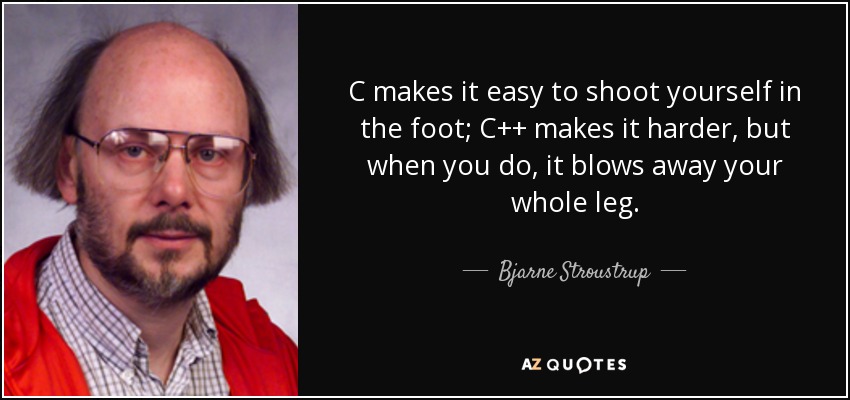 C makes it easy to shoot yourself in
the foot; C++ makes it harder, but
when you do, it blows away your
whole leg.
Bjarne Stroustrup
AZ QUOTES